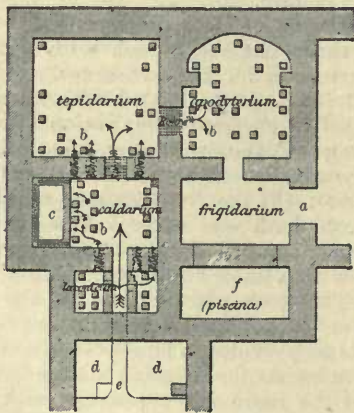 tepidarium
apodyterium
b
b
c
caldarium
b
frigidarium
a
f
(piscina)
d
d
e